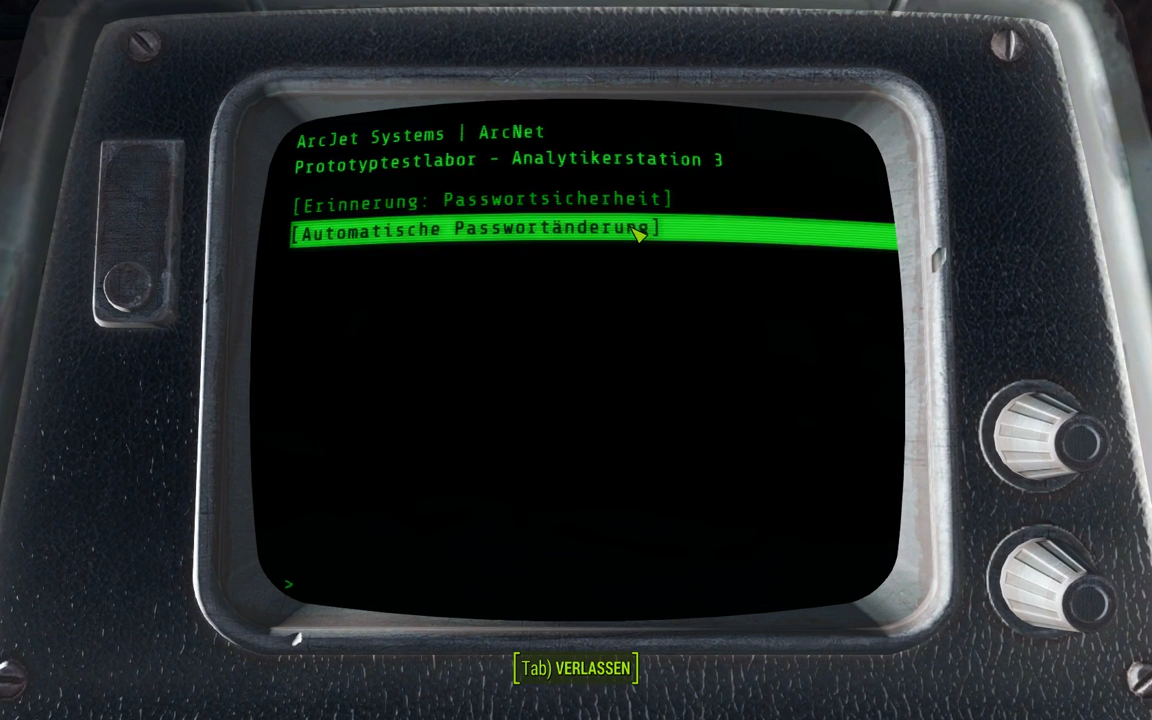 ArcJet Systems | ArcNet
Prototyptestlabor - Analytikerstation 3
[Erinnerung: Passwortsicherheit]
[Automatische Passwortänderung]
>
[Tab) VERLASSEN]